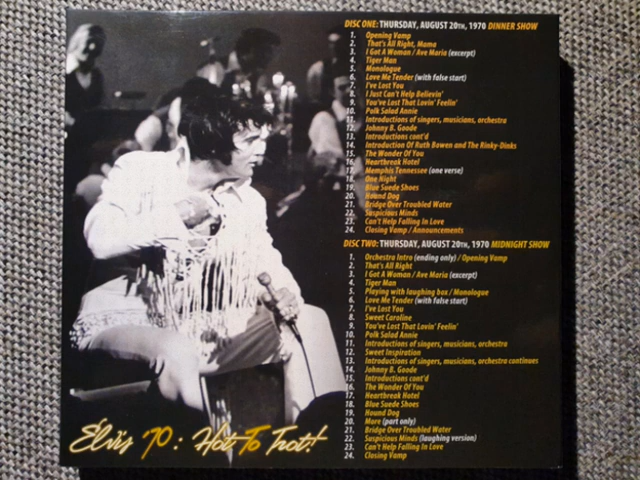 DISC ONE: THURSDAY, AUGUST 20TH, 1970 DINNER SHOW
1. Opening Vamp
2. That's All Right, Mama
3. I Got A Woman / Ave Maria (excerpt)
4. Tiger Man
5. Monologue
6. Love Me Tender (with false start)
7. I've Lost You
8. I Just Can't Help Believin'
9. You've Lost That Lovin' Feelin'
10. Polk Salad Annie
11. Introductions of singers, musicians, orchestra
12. Johnny B. Goode
13. Introductions cont'd
14. Introduction Of Ruth Bowen and The Rinky-Dinks
15. The Wonder Of You
16. Heartbreak Hotel
17. Memphis Tennessee (one verse)
18. One Night
19. Blue Suede Shoes
20. Hound Dog
21. Bridge Over Troubled Water
22. Suspicious Minds
23. Can't Help Falling In Love
24. Closing Vamp / Announcements
DISC TWO: THURSDAY, AUGUST 20TH, 1970 MIDNIGHT SHOW
1. Orchestra Intro (ending only) / Opening Vamp
2. That's All Right
3. I Got A Woman / Ave Maria (excerpt)
4. Tiger Man
5. Playing with laughing box / Monologue
6. Love Me Tender (with false start)
7. I've Lost You
8. Sweet Caroline
9. You've Lost That Lovin' Feelin'
10. Polk Salad Annie
11. Introductions of singers, musicians, orchestra
12. Sweet Inspiration
13. Introductions of singers, musicians, orchestra continues
14. Johnny B. Goode
15. Introductions cont'd
16. The Wonder Of You
17. Heartbreak Hotel
18. Blue Suede Shoes
19. Hound Dog
20. More (part only)
21. Bridge Over Troubled Water
22. Suspicious Minds (laughing version)
23. Can't Help Falling In Love
24. Closing Vamp
Elvis '70: Hot To Trot!